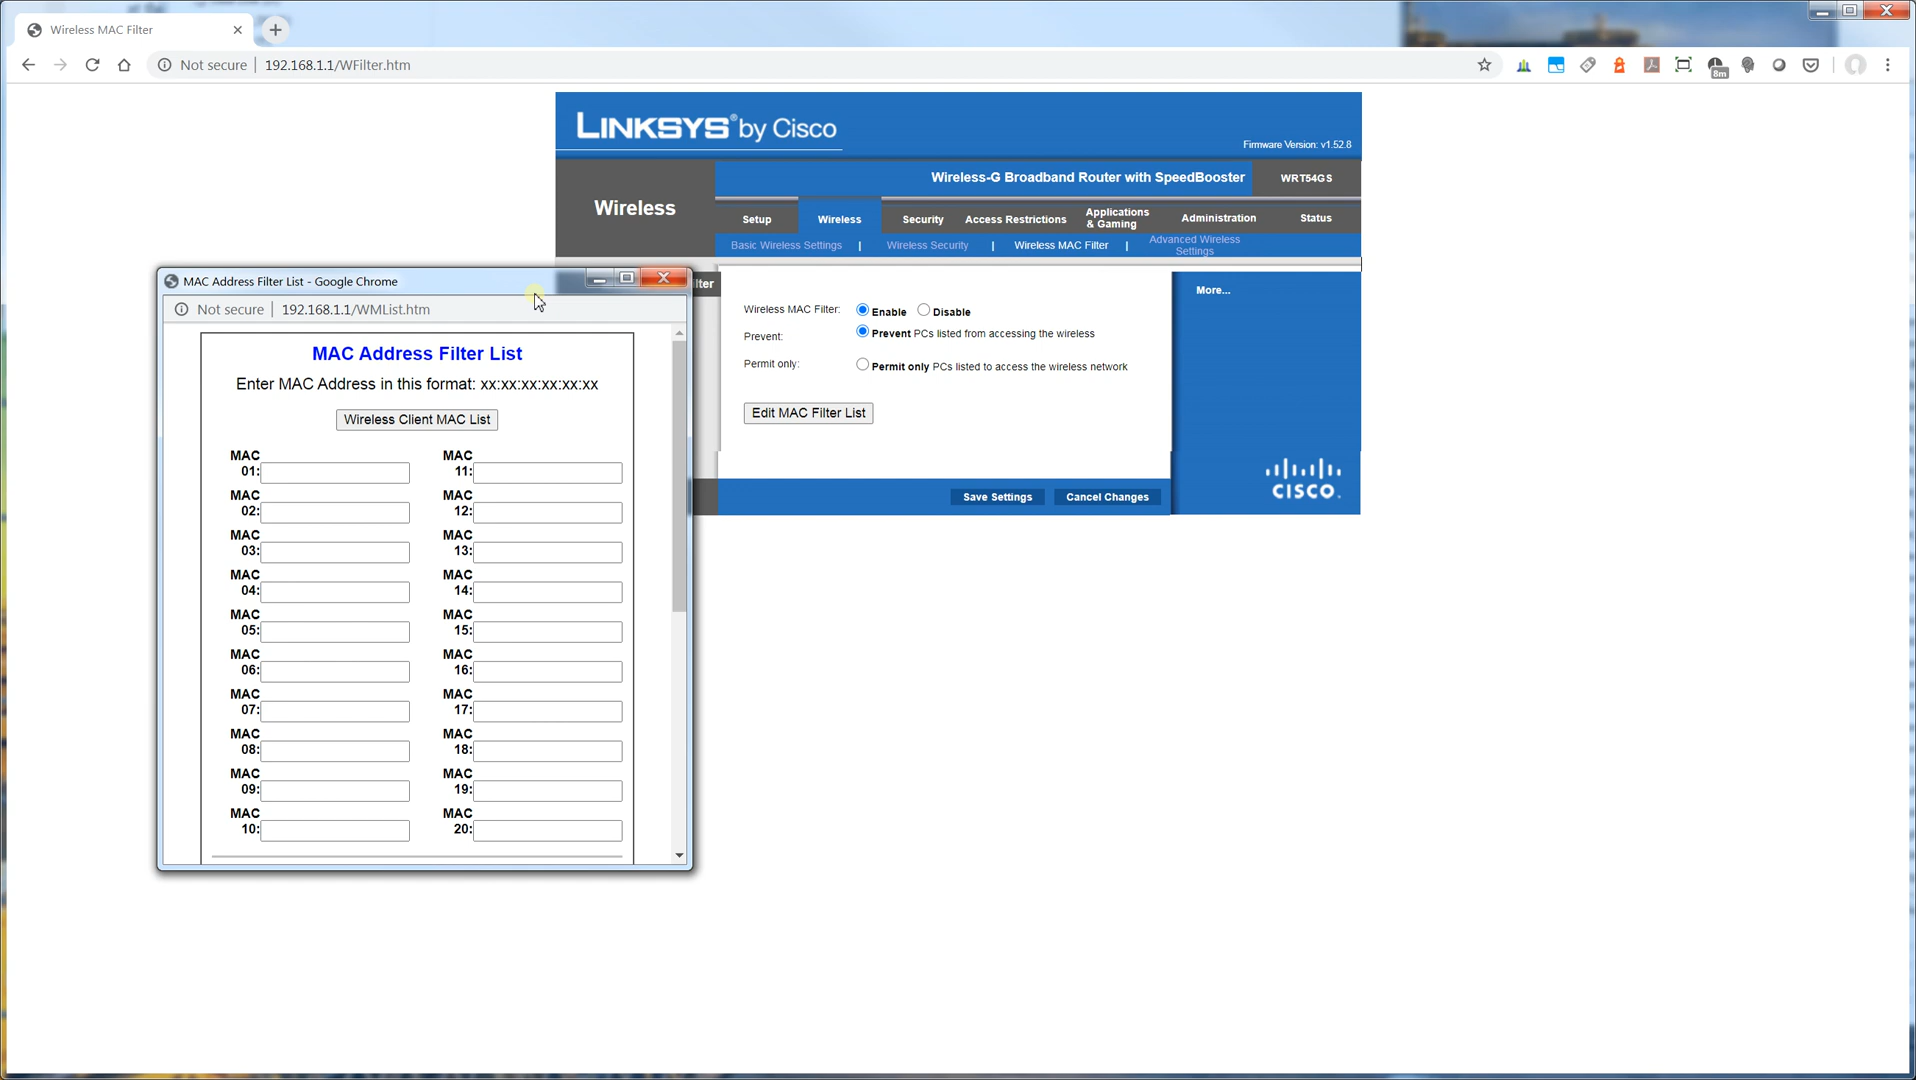 Wireless MAC Filter
Not secure | 192.168.1.1/WFilter.htm
8m
LINKSYS® by Cisco
Firmware Version: v1.52.8
Wireless-G Broadband Router with SpeedBooster WRT54GS
Wireless
Setup Wireless Security Access Restrictions Applications & Gaming Administration Status
Basic Wireless Settings | Wireless Security | Wireless MAC Filter | Advanced Wireless Settings
lter
More...
Wireless MAC Filter: Enable Disable
Prevent: Prevent PCs listed from accessing the wireless
Permit only: Permit only PCs listed to access the wireless network
Edit MAC Filter List
Save Settings Cancel Changes
CISCO.
MAC Address Filter List - Google Chrome
Not secure | 192.168.1.1/WMList.htm
MAC Address Filter List
Enter MAC Address in this format: xx:xx:xx:xx:xx:xx
Wireless Client MAC List
MAC MAC
01: 11:
MAC MAC
02: 12:
MAC MAC
03: 13:
MAC MAC
04: 14:
MAC MAC
05: 15:
MAC MAC
06: 16:
MAC MAC
07: 17:
MAC MAC
08: 18:
MAC MAC
09: 19:
MAC MAC
10: 20: